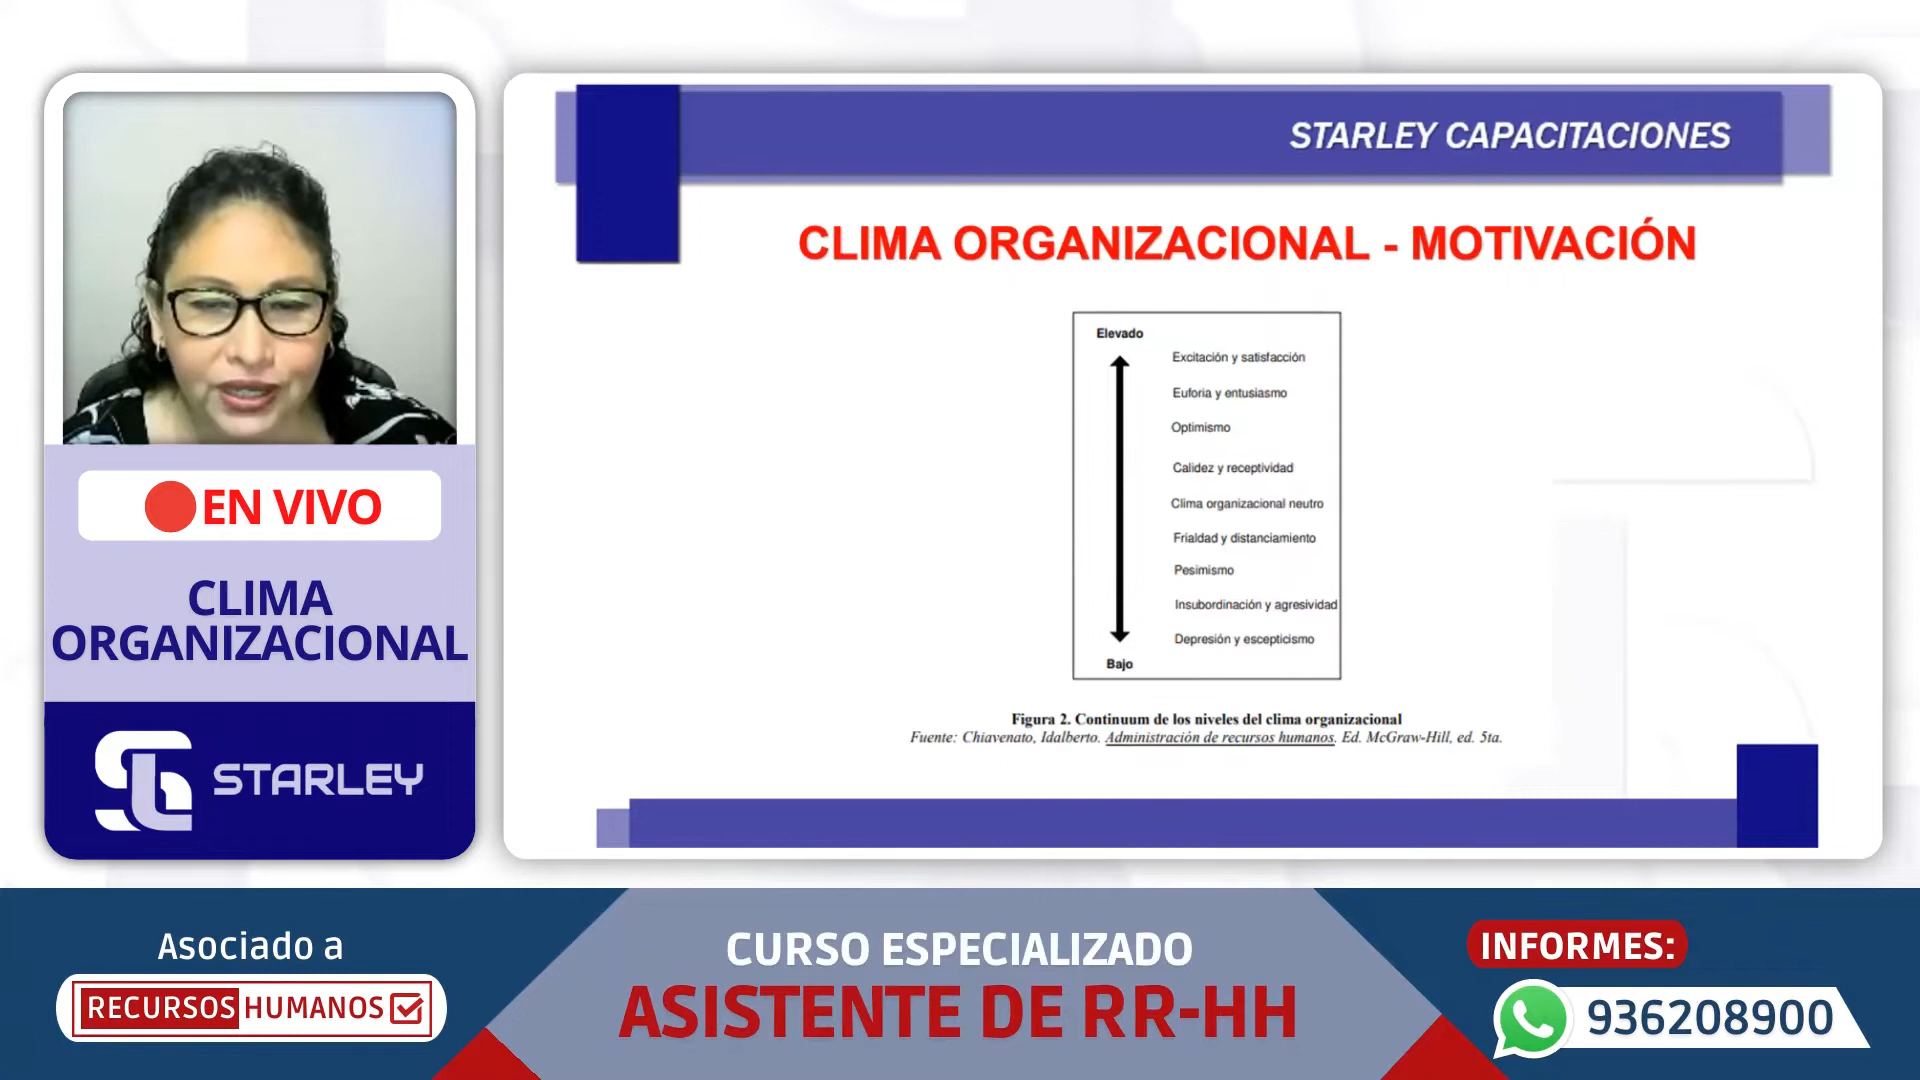 EN VIVO
CLIMA
ORGANIZACIONAL
STARLEY
STARLEY CAPACITACIONES
CLIMA ORGANIZACIONAL - MOTIVACIÓN
Elevado
Excitación y satisfacción
Euforia y entusiasmo
Optimismo
Calidez y receptividad
Clima organizacional neutro
Frialdad y distanciamiento
Pesimismo
Insubordinación y agresividad
Depresión y escepticismo
Bajo
Figura 2. Continuum de los niveles del clima organizacional
Fuente: Chiavenato, Idalberto. Administración de recursos humanos. Ed. McGraw-Hill, ed. 5ta.
Asociado a
RECURSOS HUMANOS
CURSO ESPECIALIZADO
ASISTENTE DE RR-HH
INFORMES:
936208900